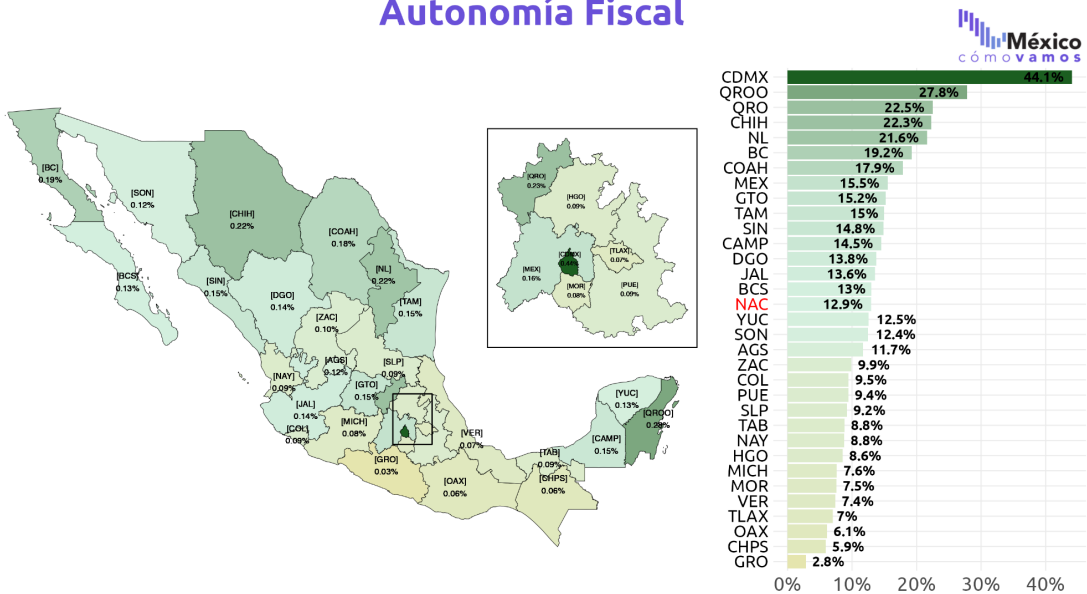 Autonomía Fiscal
México
cómovamos
[BC]
0.19%
[SON]
0.12%
[CHIH]
0.22%
[COAH]
0.18%
[NL]
0.22%
[BCS]
0.13%
[SIN]
0.15%
[DGO]
0.14%
[TAM]
0.15%
[ZAC]
0.10%
[AGS]
0.12%
[SLP]
0.09%
[NAY]
0.09%
[GTO]
0.15%
[JAL]
0.14%
[COL]
0.09%
[MICH]
0.08%
[VER]
0.07%
[GRO]
0.03%
[OAX]
0.06%
[TAB]
0.09%
[CHPS]
0.06%
[CAMP]
0.15%
[YUC]
0.13%
[QROO]
0.28%
[QRO]
0.23%
[HGO]
0.09%
[MEX]
0.16%
[CDMX]
0.44%
[TLAX]
0.07%
[MOR]
0.08%
[PUE]
0.09%
CDMX 44.1%
QROO 27.8%
QRO 22.5%
CHIH 22.3%
NL 21.6%
BC 19.2%
COAH 17.9%
MEX 15.5%
GTO 15.2%
TAM 15%
SIN 14.8%
CAMP 14.5%
DGO 13.8%
JAL 13.6%
BCS 13%
NAC 12.9%
YUC 12.5%
SON 12.4%
AGS 11.7%
ZAC 9.9%
COL 9.5%
PUE 9.4%
SLP 9.2%
TAB 8.8%
NAY 8.8%
HGO 8.6%
MICH 7.6%
MOR 7.5%
VER 7.4%
TLAX 7%
OAX 6.1%
CHPS 5.9%
GRO 2.8%
0% 10% 20% 30% 40%